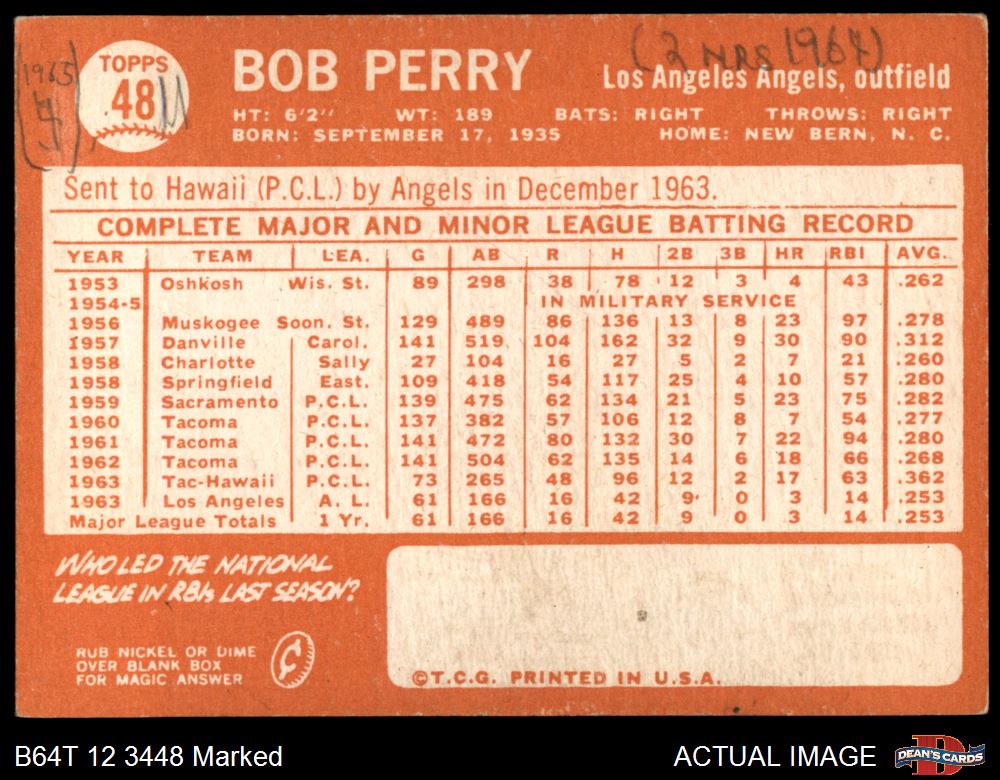 (2 NRS 1964)
1965
TOPPS
48
BOB PERRY
Los Angeles Angels, outfield
HT: 6'2" WT: 189 BATS: RIGHT THROWS: RIGHT
BORN: SEPTEMBER 17, 1935 HOME: NEW BERN, N. C.
Sent to Hawaii (P.C.L.) by Angels in December 1963.
COMPLETE MAJOR AND MINOR LEAGUE BATTING RECORD
YEAR TEAM LEA. G AB R H 2B 3B HR RBI AVG.
1953 Oshkosh Wis. St. 89 298 38 78 12 3 4 43 .262
1954-5 IN MILITARY SERVICE
1956 Muskogee Soon. St. 129 489 86 136 13 8 23 97 .278
1957 Danville Carol. 141 519 104 162 32 9 30 90 .312
1958 Charlotte Sally 27 104 16 27 5 2 7 21 .260
1958 Springfield East. 109 418 54 117 25 4 10 57 .280
1959 Sacramento P.C.L. 139 475 62 134 21 5 23 75 .282
1960 Tacoma P.C.L. 137 382 57 106 12 8 7 54 .277
1961 Tacoma P.C.L. 141 472 80 132 30 7 22 94 .280
1962 Tacoma P.C.L. 141 504 62 135 14 6 18 66 .268
1963 Tac-Hawaii P.C.L. 73 265 48 96 12 2 17 63 .362
1963 Los Angeles A. L. 61 166 16 42 9 0 3 14 .253
Major League Totals 1 Yr. 61 166 16 42 9 0 3 14 .253
WHO LED THE NATIONAL
LEAGUE IN RBIs LAST SEASON?
RUB NICKEL OR DIME
OVER BLANK BOX
FOR MAGIC ANSWER
©T.C.G. PRINTED IN U.S.A.
B64T 12 3448 Marked
ACTUAL IMAGE
DEAN'S CARDS